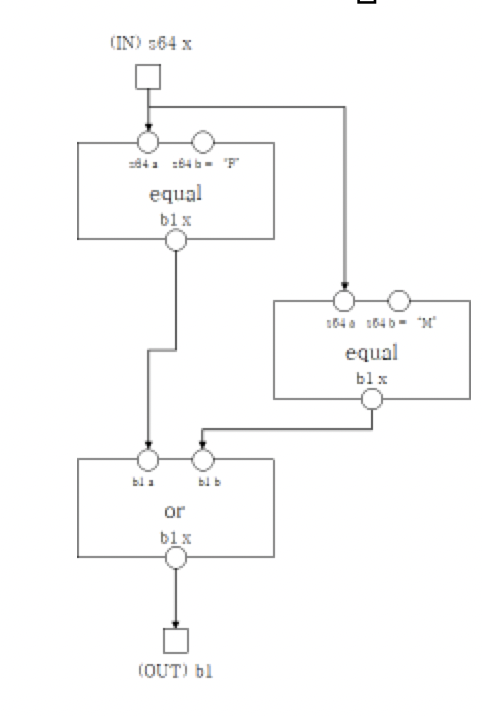 (IN) s64 x
s64 a s64 b = "F"
equal
b1 x
s64 a s64 b = "M"
equal
b1 x
b1 a b1 b
or
b1 x
(OUT) b1